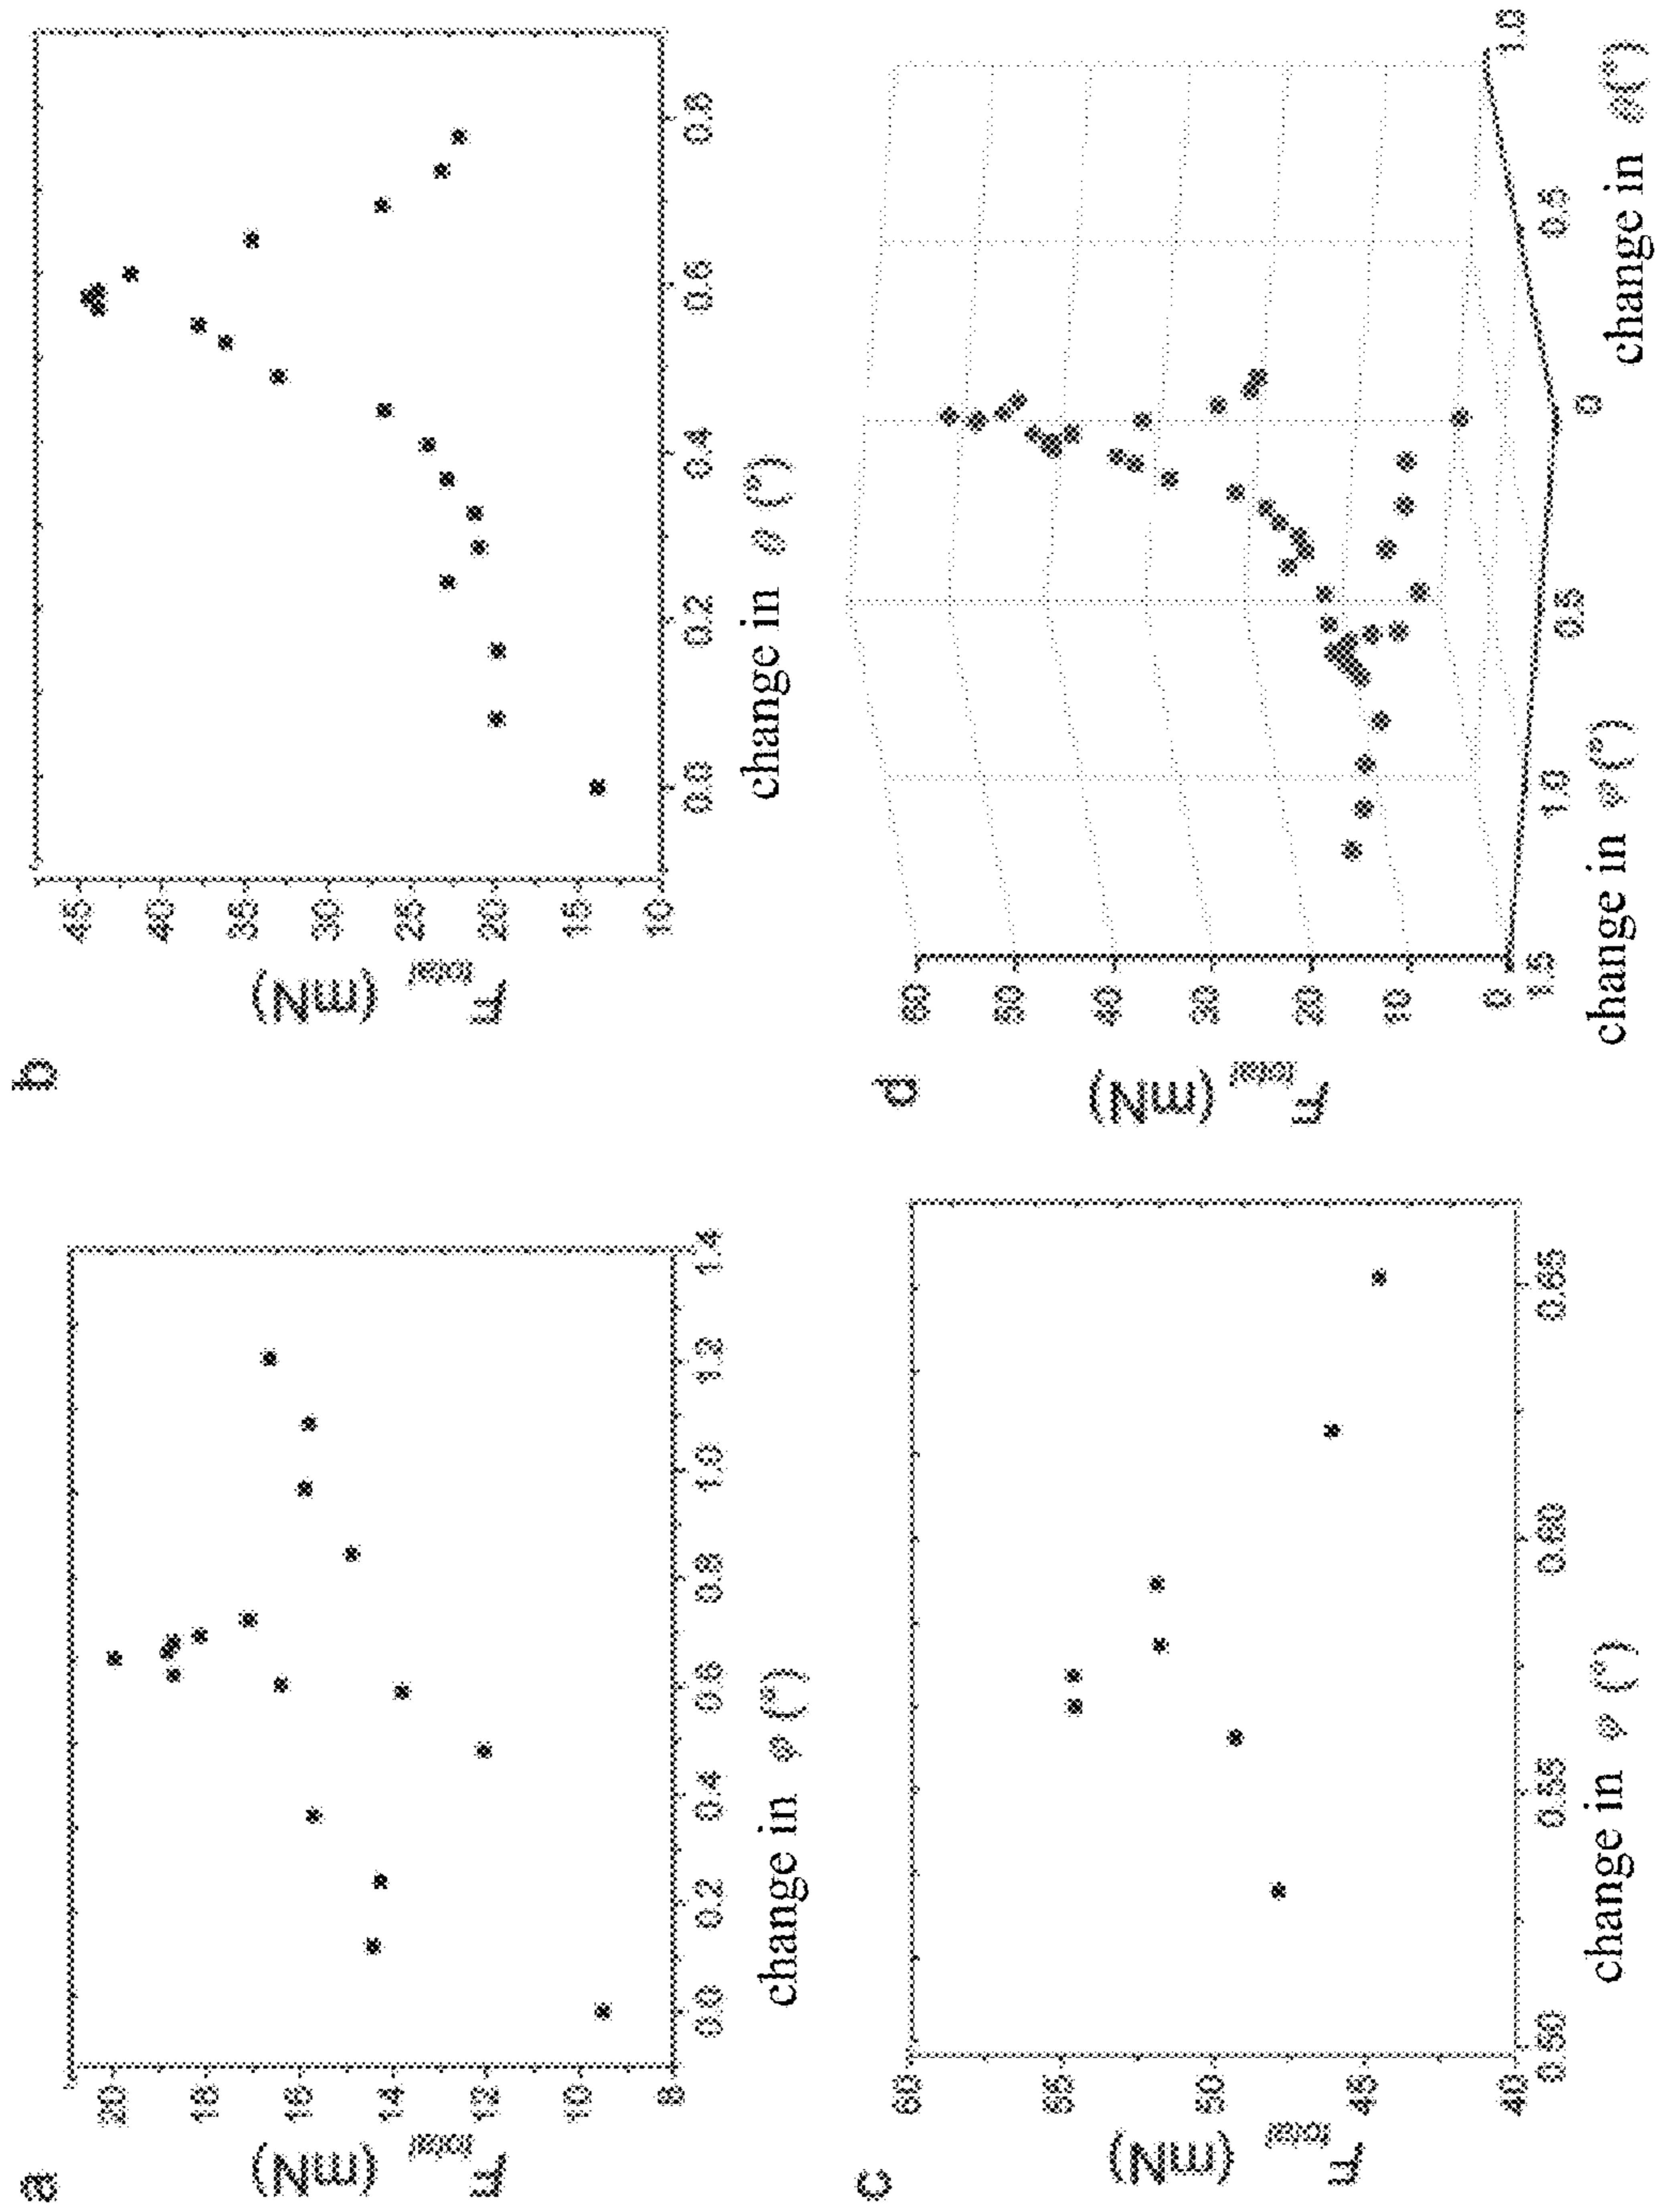 a
F_total (mN)
20
18
16
14
12
10
8
0.0 0.2 0.4 0.6 0.8 1.0 1.2 1.4
change in φ (°)
b
F_total (mN)
45
40
35
30
25
20
15
10
0.0 0.2 0.4 0.6 0.8
change in θ (°)
c
F_total (mN)
60
55
50
45
40
0.50 0.55 0.60 0.65
change in φ (°)
d
F_total (mN)
60
50
40
30
20
10
0
1.5 1.0 0.5 0 0.5 1.0
change in φ (°)
change in θ (°)